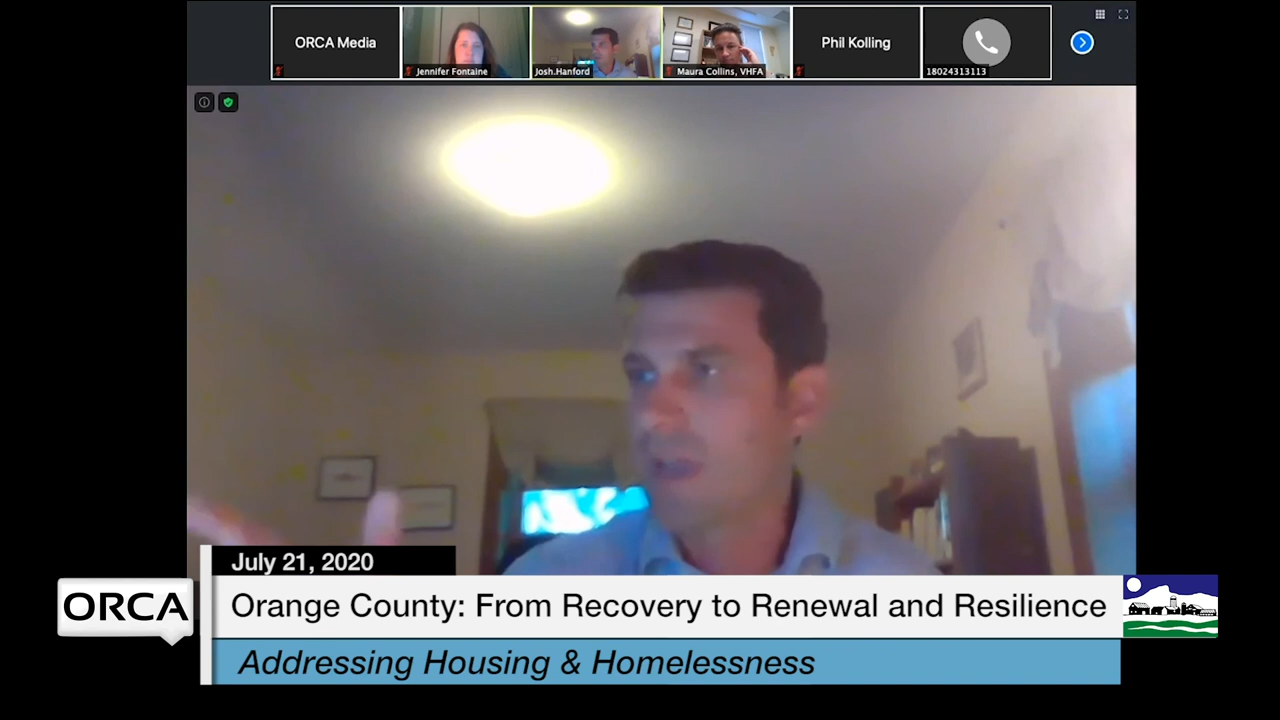 ORCA Media
Jennifer Fontaine
Josh.Hanford
Maura Collins, VHFA
Phil Kolling
18024313113
July 21, 2020
ORCA
Orange County: From Recovery to Renewal and Resilience
Addressing Housing & Homelessness